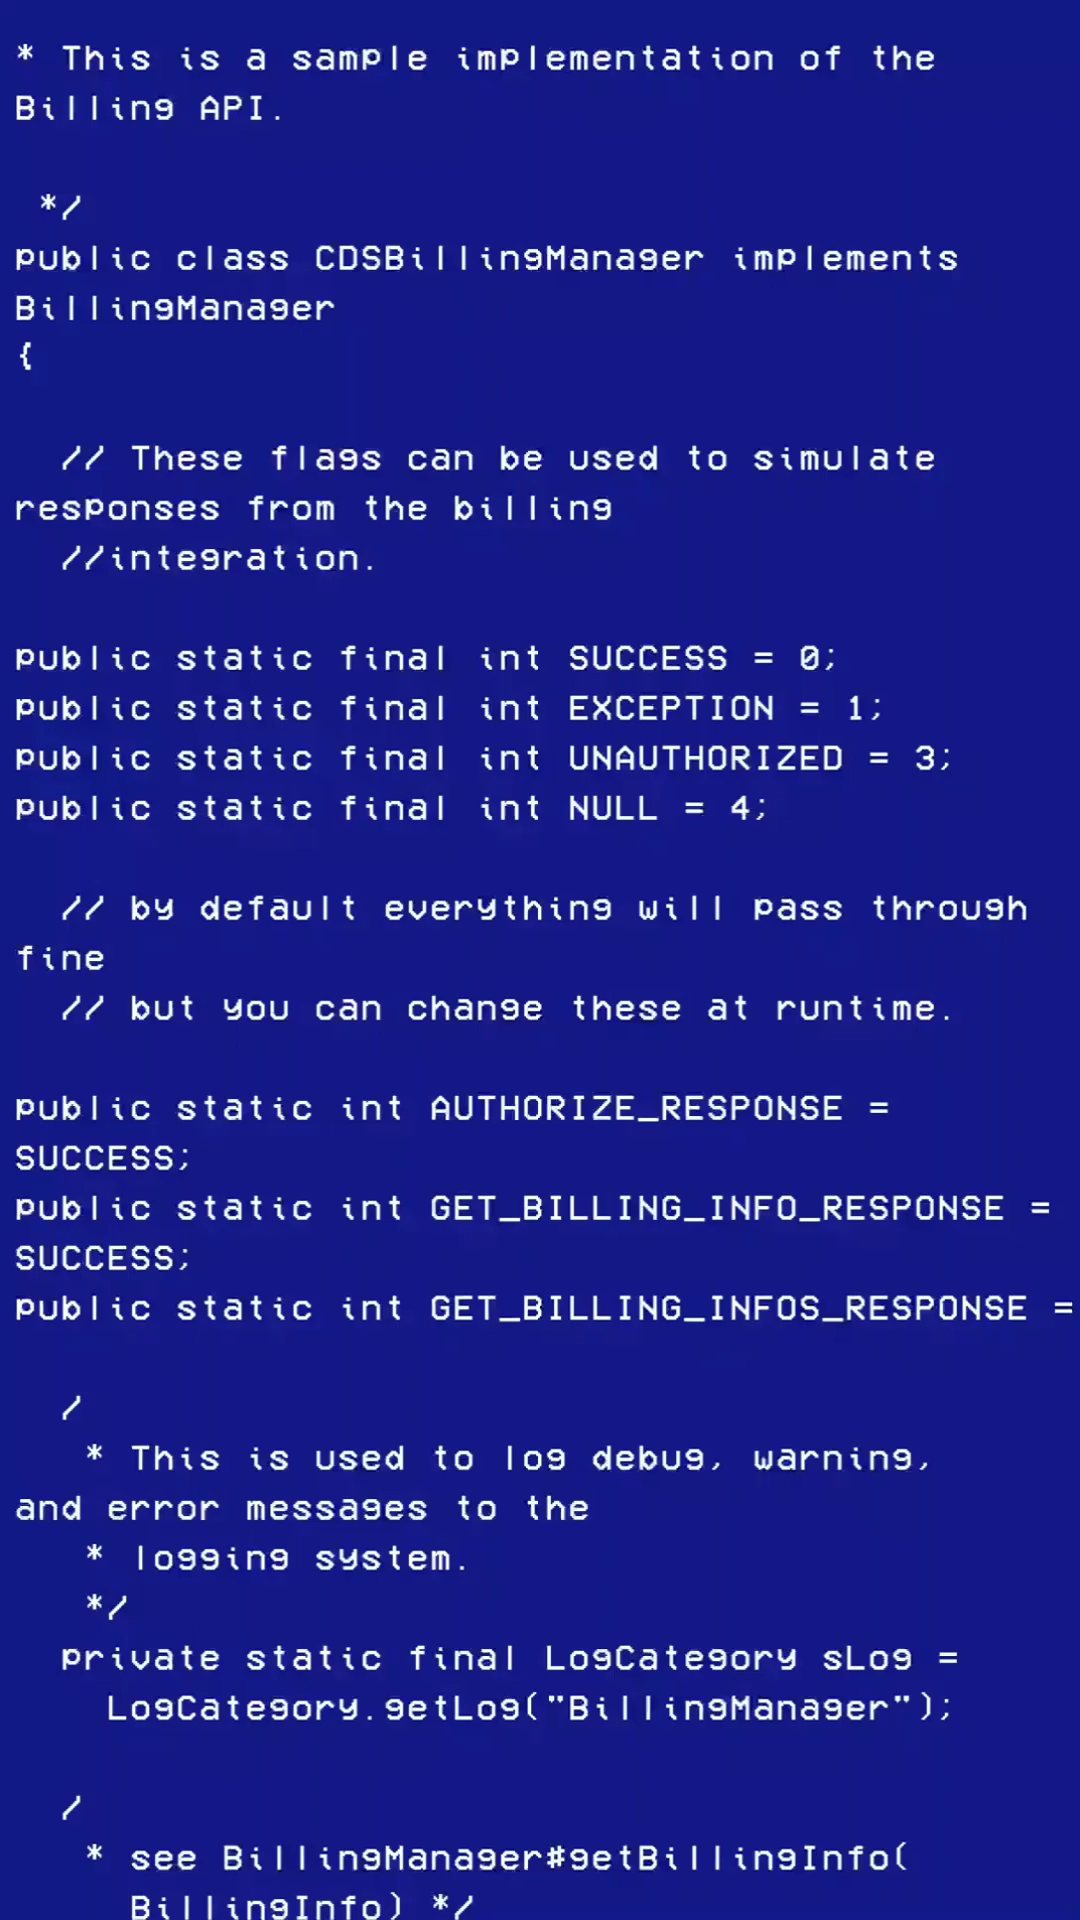 * This is a sample implementation of the
Billing API.
*/
public class CDSBillingManager implements
BillingManager
{
// These flags can be used to simulate
responses from the billing
//integration.
public static final int SUCCESS = 0;
public static final int EXCEPTION = 1;
public static final int UNAUTHORIZED = 3;
public static final int NULL = 4;
// by default everything will pass through
fine
// but you can change these at runtime.
public static int AUTHORIZE_RESPONSE =
SUCCESS;
public static int GET_BILLING_INFO_RESPONSE =
SUCCESS;
public static int GET_BILLING_INFOS_RESPONSE =
/
* This is used to log debug, warning,
and error messages to the
* logging system.
*/
private static final LogCategory sLog =
LogCategory.getLog("BillingManager");
/
* see BillingManager#getBillingInfo(
BillingInfo) */